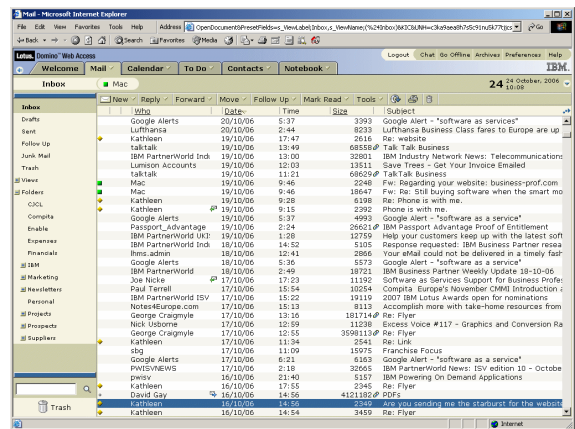 Mail - Microsoft Internet Explorer
File Edit View Favorites Tools Help Address OpenDocument&PresetFields=s_ViewLabel;Inbox,s_ViewName;(%24Inbox)
Back Search Favorites Media Go
Lotus. Domino Web Access Logout Chat Go Offline Archives Preferences Help
Welcome Mail Calendar To Do Contacts Notebook IBM.
Inbox Mac 24 24 October, 2006
10:08
New Reply Forward Move Follow Up Mark Read Tools
Inbox
Drafts
Sent
Follow Up
Junk Mail
Trash
Views
Folders
CJCL
Compita
Enable
Expenses
Financials
IBM
Marketing
Newsletters
Personal
Projects
Prospects
Suppliers
Trash
Who Date Time Size Subject
Google Alerts 20/10/06 5:37 3393 Google Alert - "software as services"
Lufthansa 20/10/06 2:44 8233 Lufthansa Business Class fares to Europe are up
Kathleen 19/10/06 17:47 2616 Re: website
talktalk 19/10/06 13:49 68558 Talk Talk Business
IBM PartnerWorld Indu 19/10/06 13:00 32801 IBM Industry Network News: Telecommunications
Lumison Accounts 19/10/06 12:03 13511 Save Trees - Get Your Invoice Emailed
talktalk 19/10/06 11:21 68629 TalkTalk Business
Mac 19/10/06 9:46 2248 Fw: Regarding your website: business-prof.com
Mac 19/10/06 9:46 18647 Fw: Re: Still buying software when the smart mo
Kathleen 19/10/06 9:28 6198 Re: Phone is with me.
Kathleen 19/10/06 9:15 2392 Phone is with me.
Google Alerts 19/10/06 5:37 4993 Google Alert - "software as a service"
Passport_Advantage 19/10/06 2:24 26621 IBM Passport Advantage Proof of Entitlement
IBM PartnerWorld UKI 19/10/06 1:28 12759 Help your customers keep up with the latest soft
IBM PartnerWorld Indu 18/10/06 14:52 5105 Response requested: IBM Business Partner resea
lhms.admin 18/10/06 12:41 2866 Your eMail could not be delivered in a timely fash
Google Alerts 18/10/06 5:36 5573 Google Alert - "software as a service"
IBM PartnerWorld 18/10/06 2:49 18721 IBM Business Partner Weekly Update 18-10-06
Joe Nicke 17/10/06 17:23 11192 Software as Services Support for Business Profes
Paul Terrell 17/10/06 15:54 10254 Compita Europe's November CMMI Introduction a
IBM PartnerWorld ISV 17/10/06 15:22 19119 2007 IBM Lotus Awards open for nominations
Notes4Europe.com 17/10/06 15:13 8113 Accomplish more with take-home resources from
George Craigmyle 17/10/06 13:16 181714 Re: Flyer
Nick Usborne 17/10/06 12:59 11238 Excess Voice #117 - Graphics and Conversion Ra
George Craigmyle 17/10/06 12:55 3598113 Re: Flyer
Kathleen 17/10/06 11:34 2541 Re: Link
sbg 17/10/06 11:09 15975 Franchise Focus
Google Alerts 17/10/06 6:21 6163 Google Alert - "software as a service"
PWISVNEWS 17/10/06 2:18 32665 IBM PartnerWorld News: ISV edition 10 - Octobe
pwisv 16/10/06 21:40 5157 IBM Powering On Demand Applications
Kathleen 16/10/06 17:55 2345 Re: Flyer
David Gay 16/10/06 14:56 4121182 PDFs
Kathleen 16/10/06 14:56 2349 Are you sending me the starburst for the website
Kathleen 16/10/06 14:54 3459 Re: Flyer
Internet